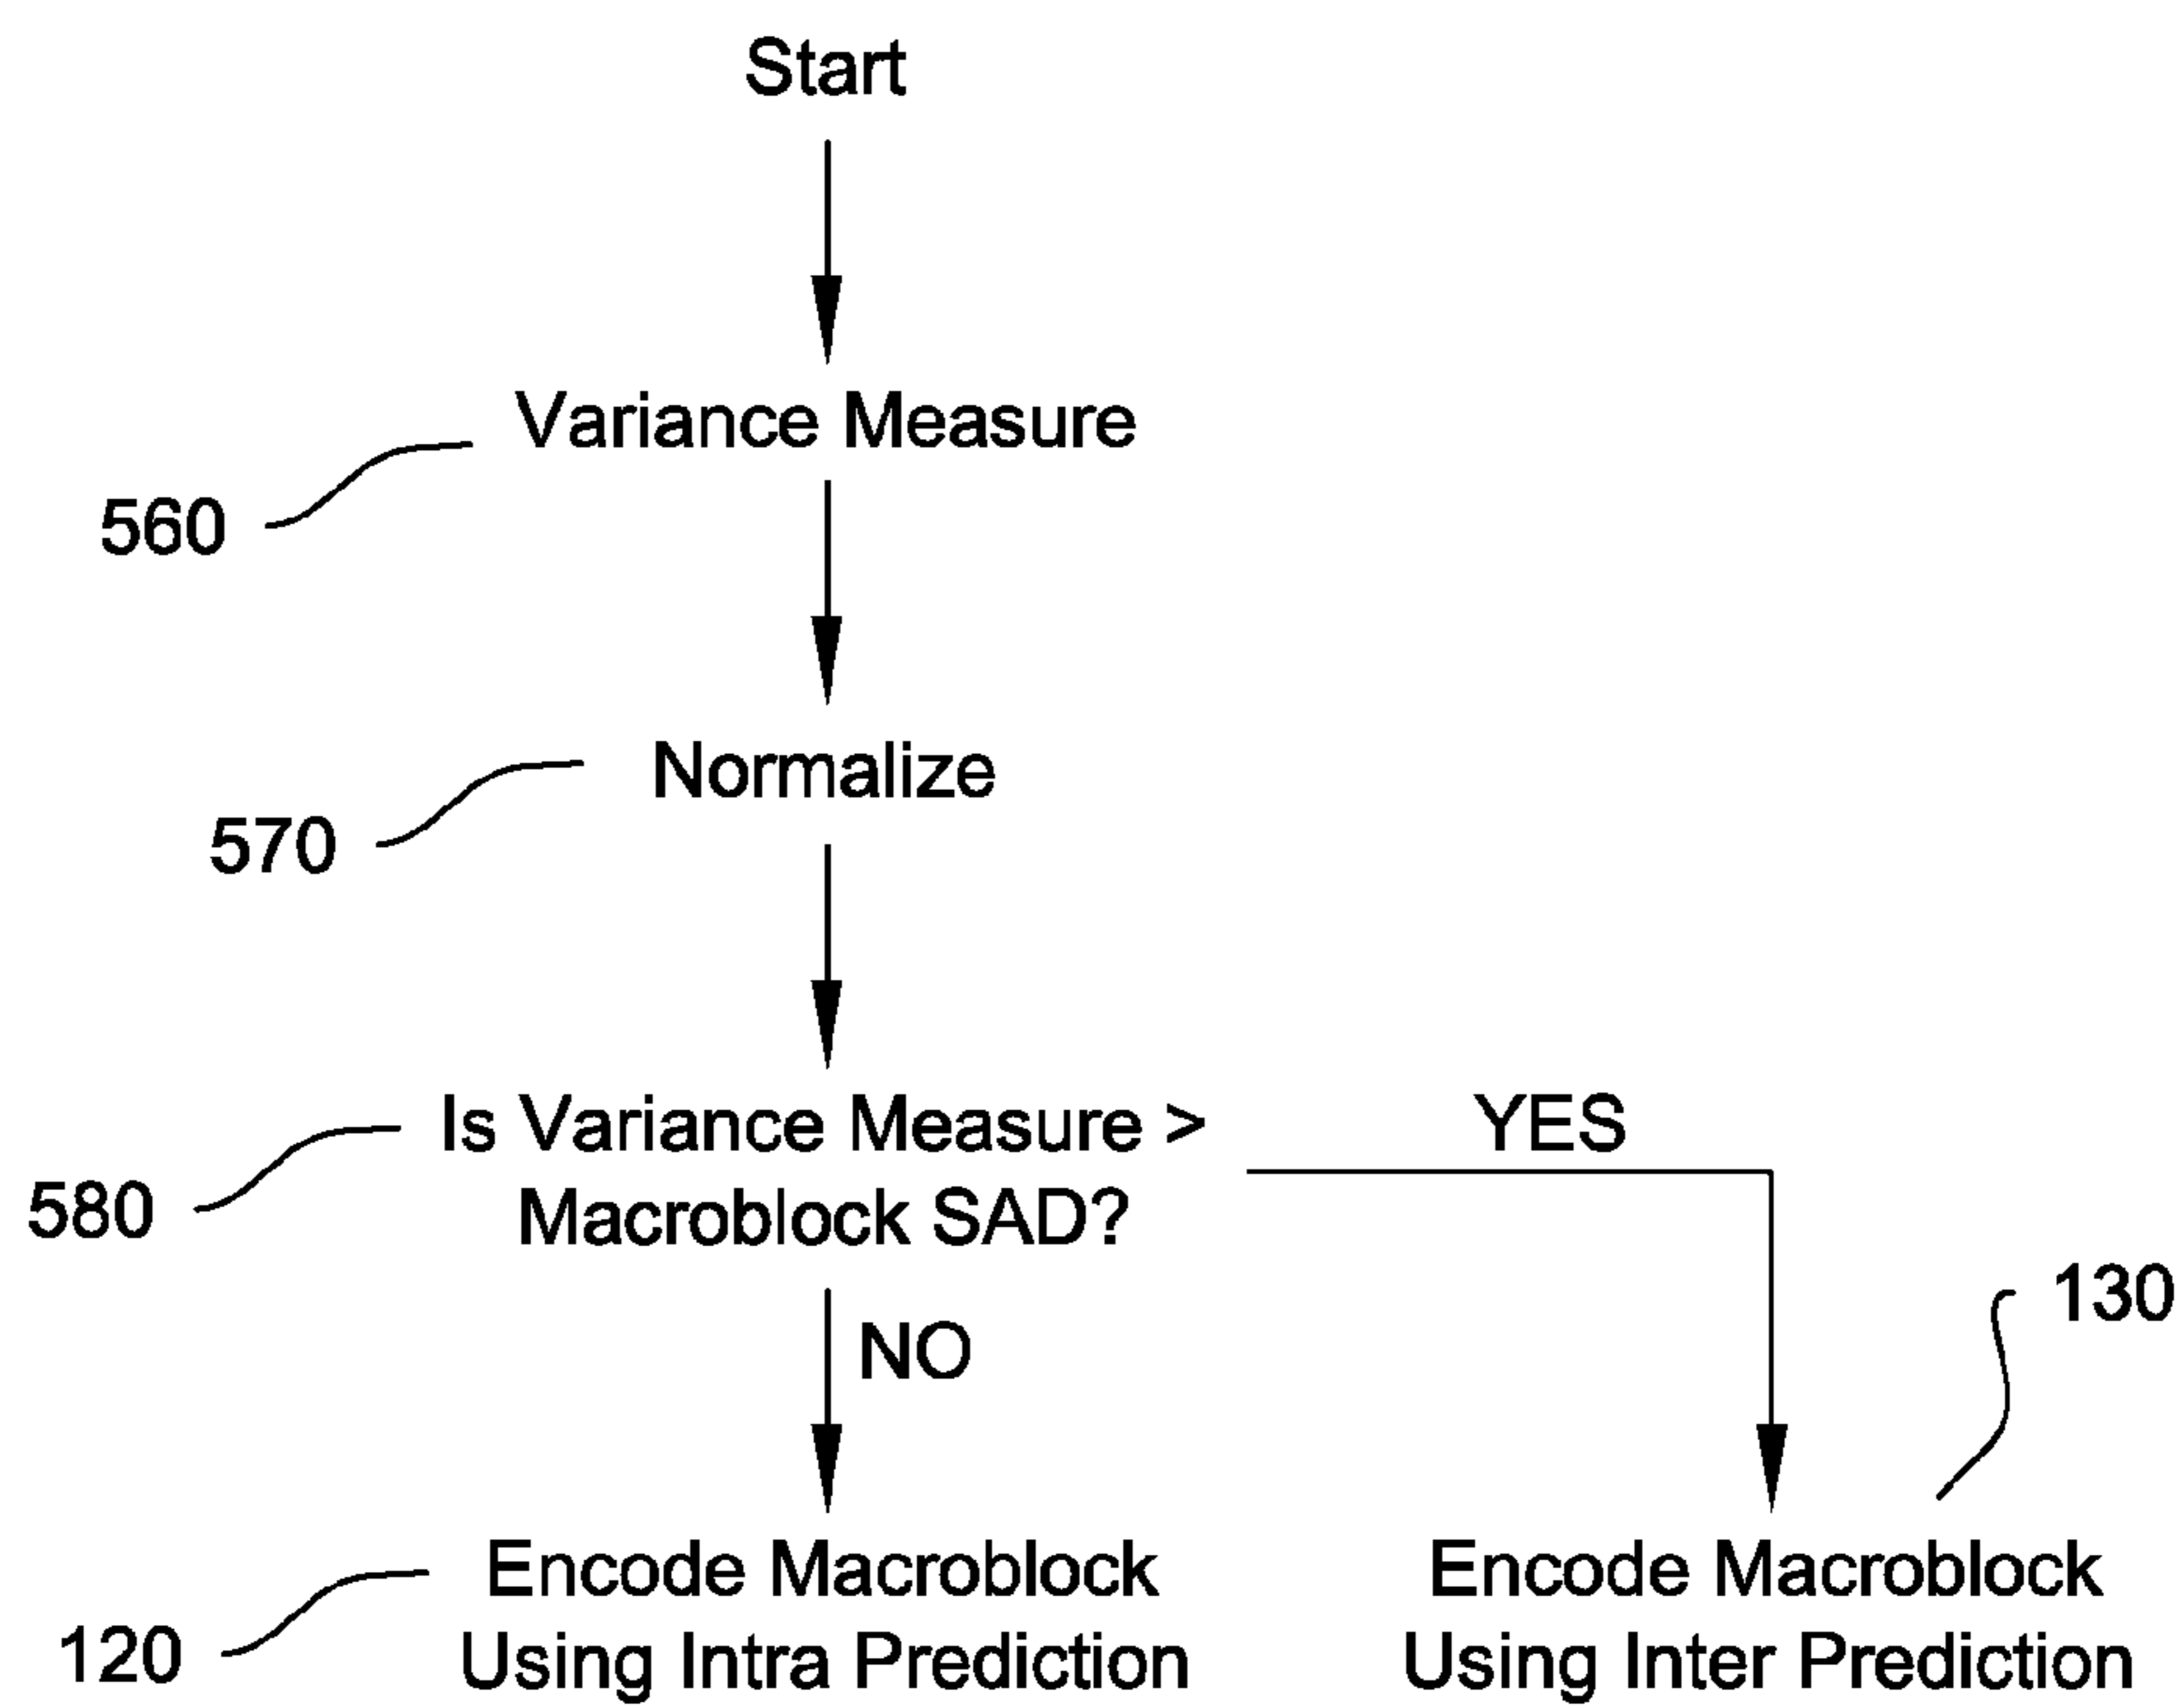 Start
Variance Measure
560
Normalize
570
Is Variance Measure >
Macroblock SAD?
580
YES
NO
130
Encode Macroblock
Using Intra Prediction
120
Encode Macroblock
Using Inter Prediction